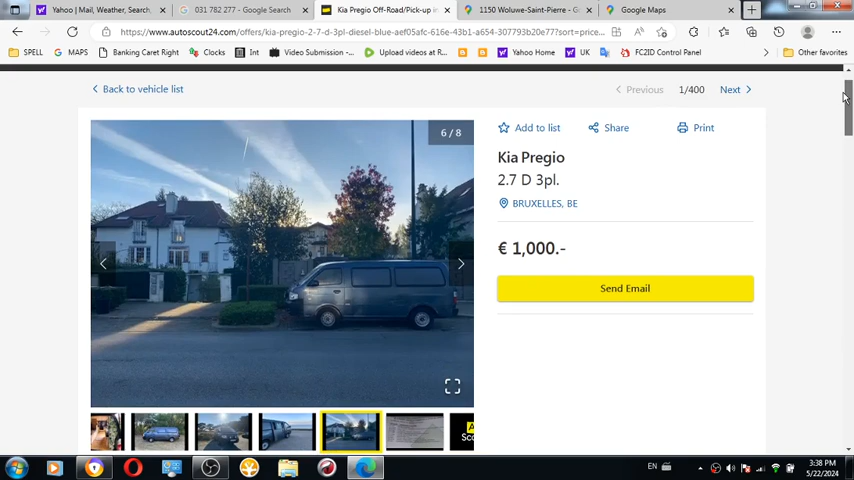 Yahoo | Mail, Weather, Search,
031 782 277 - Google Search
Kia Pregio Off-Road/Pick-up in
1150 Woluwe-Saint-Pierre - G
Google Maps
https://www.autoscout24.com/offers/kia-pregio-2-7-d-3pl-diesel-blue-aef05afc-616e-43b1-a654-307793b20e77?sort=price...
SPELL
MAPS
Banking Caret Right
Clocks
Int
Video Submission -...
Upload videos at R...
Yahoo Home
UK
FC2ID Control Panel
Other favorites
Back to vehicle list
Previous
1/400
Next
6 / 8
Add to list
Share
Print
Kia Pregio
2.7 D 3pl.
BRUXELLES, BE
€ 1,000.-
Send Email
Sco
EN
3:38 PM
5/22/2024